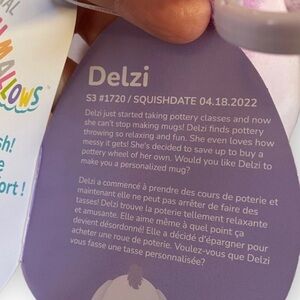 MAL
MALLOWS
sh!
e
ort!
Delzi
S3 #1720 / SQUISHDATE 04.18.2022
Delzi just started taking pottery classes and now
she can't stop making mugs! Delzi finds pottery
throwing so relaxing and fun. She even loves how
messy it gets! She's decided to save up to buy a
pottery wheel of her own. Would you like Delzi to
make you a personalized mug?
Delzi a commencé à prendre des cours de poterie et
maintenant elle ne peut pas arrêter de faire des
tasses! Delzi trouve la poterie tellement relaxante
et amusante. Elle aime même à quel point ça
devient désordonné! Elle a décidé d'épargner pour
acheter une roue de poterie. Voulez-vous que Delzi
vous fasse une tasse personnalisée?